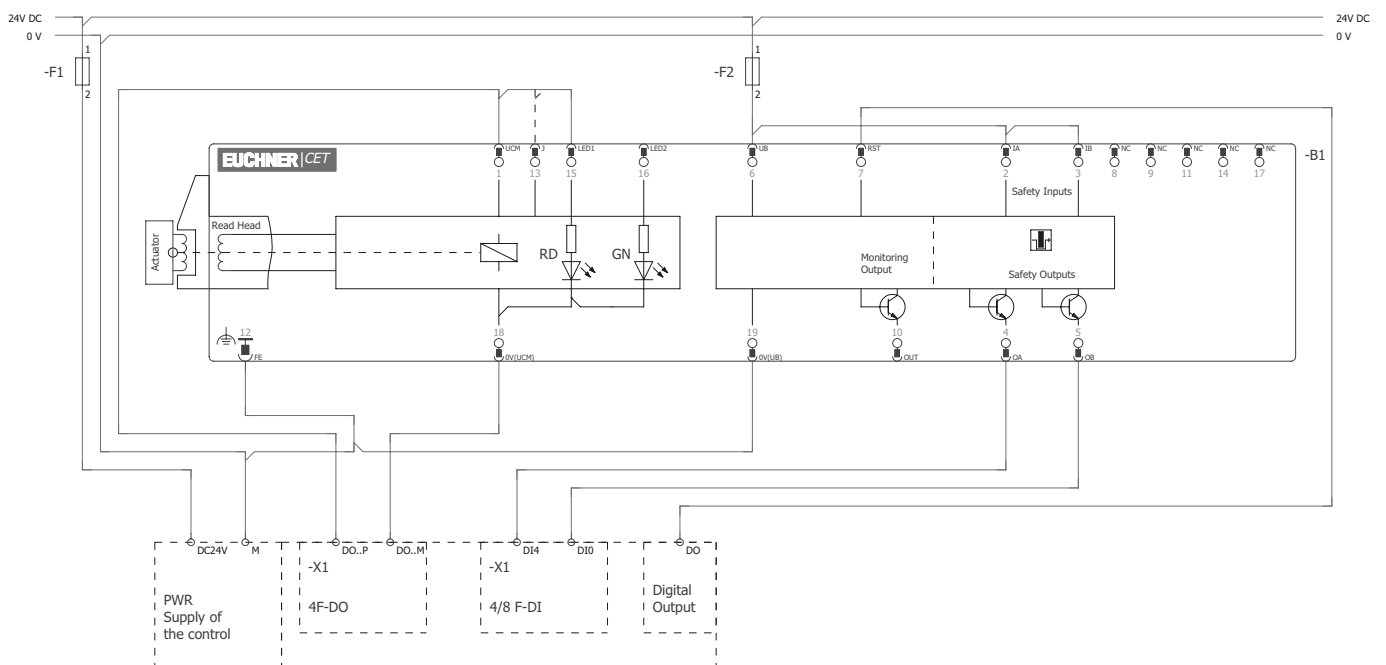 24V DC
24V DC
0 V
0 V
1
1
-F1
-F2
2
2
EUCHNER CET
UCM
J
LED1
LED2
UB
RST
IA
IB
NC
NC
NC
NC
NC
-B1
1
13
15
16
6
7
2
3
8
9
11
14
17
Safety Inputs
Read Head
Actuator
RD
GN
Monitoring
Output
Safety Outputs
12
18
19
10
4
5
FE
0V(UCM)
0V(UB)
OUT
OA
OB
DC24V
M
DO..P
DO..M
DI4
DI0
DO
-X1
-X1
PWR
Supply of
the control
4F-DO
4/8 F-DI
Digital
Output